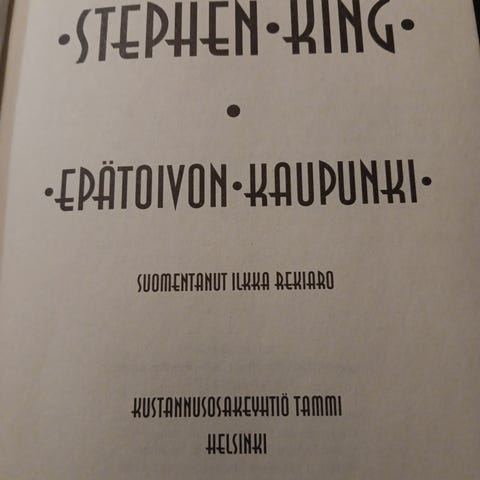 •STEPHEN•KING•
•
•EPÄTOIVON•KAUPUNKI•
SUOMENTANUT ILKKA REKIARO
KUSTANNUSOSAKEYHTIÖ TAMMI
HELSINKI